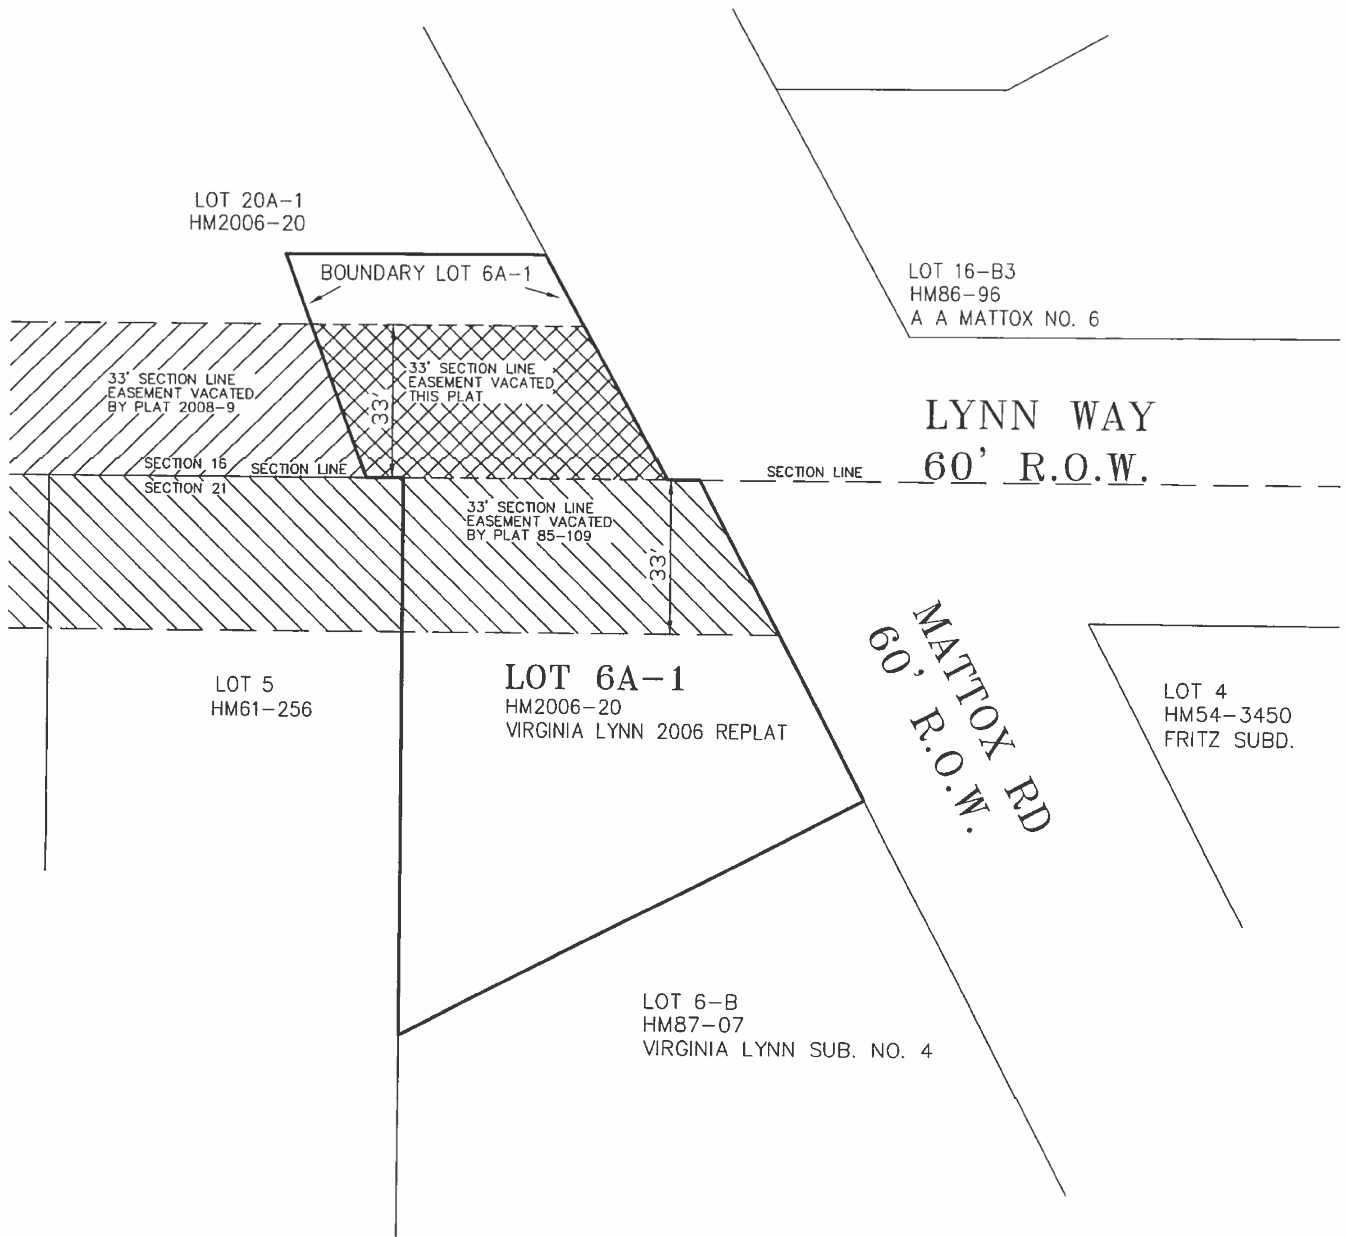 LOT 20A-1
HM2006-20
BOUNDARY LOT 6A-1
LOT 16-B3
HM86-96
A A MATTOX NO. 6
33' SECTION LINE
EASEMENT VACATED
BY PLAT 2008-9
33' SECTION LINE
EASEMENT VACATED
THIS PLAT
33'
LYNN WAY
60' R.O.W.
SECTION 16
SECTION LINE
SECTION 21
SECTION LINE
33' SECTION LINE
EASEMENT VACATED
BY PLAT 85-109
33'
MATTOX RD
60' R.O.W.
LOT 5
HM61-256
LOT 6A-1
HM2006-20
VIRGINIA LYNN 2006 REPLAT
LOT 4
HM54-3450
FRITZ SUBD.
LOT 6-B
HM87-07
VIRGINIA LYNN SUB. NO. 4